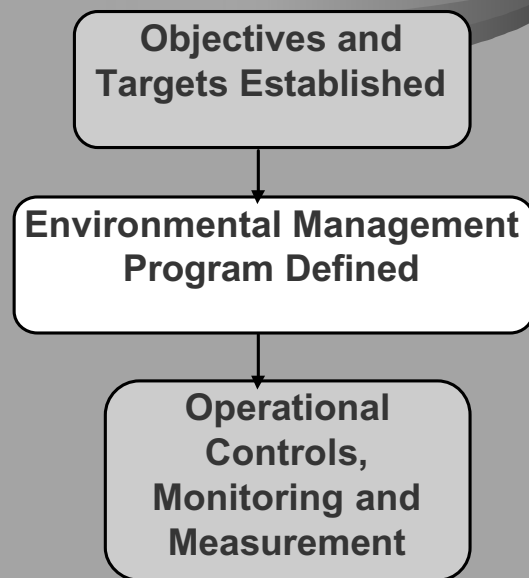 Objectives and
Targets Established
Environmental Management
Program Defined
Operational
Controls,
Monitoring and
Measurement